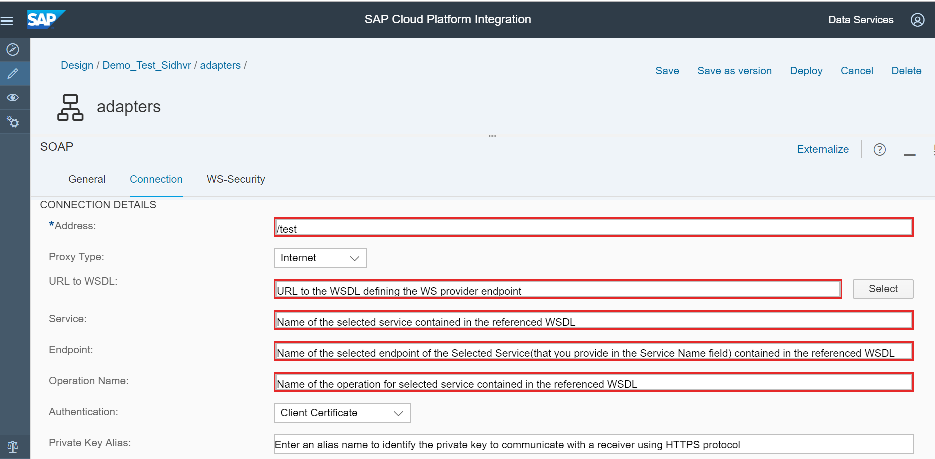 SAP SAP Cloud Platform Integration Data Services
Design / Demo_Test_Sidhvr / adapters /
Save Save as version Deploy Cancel Delete
adapters
...
SOAP Externalize ?
General Connection WS-Security
CONNECTION DETAILS
*Address: /test
Proxy Type: Internet
URL to WSDL: URL to the WSDL defining the WS provider endpoint Select
Service: Name of the selected service contained in the referenced WSDL
Endpoint: Name of the selected endpoint of the Selected Service(that you provide in the Service Name field) contained in the referenced WSDL
Operation Name: Name of the operation for selected service contained in the referenced WSDL
Authentication: Client Certificate
Private Key Alias: Enter an alias name to identify the private key to communicate with a receiver using HTTPS protocol